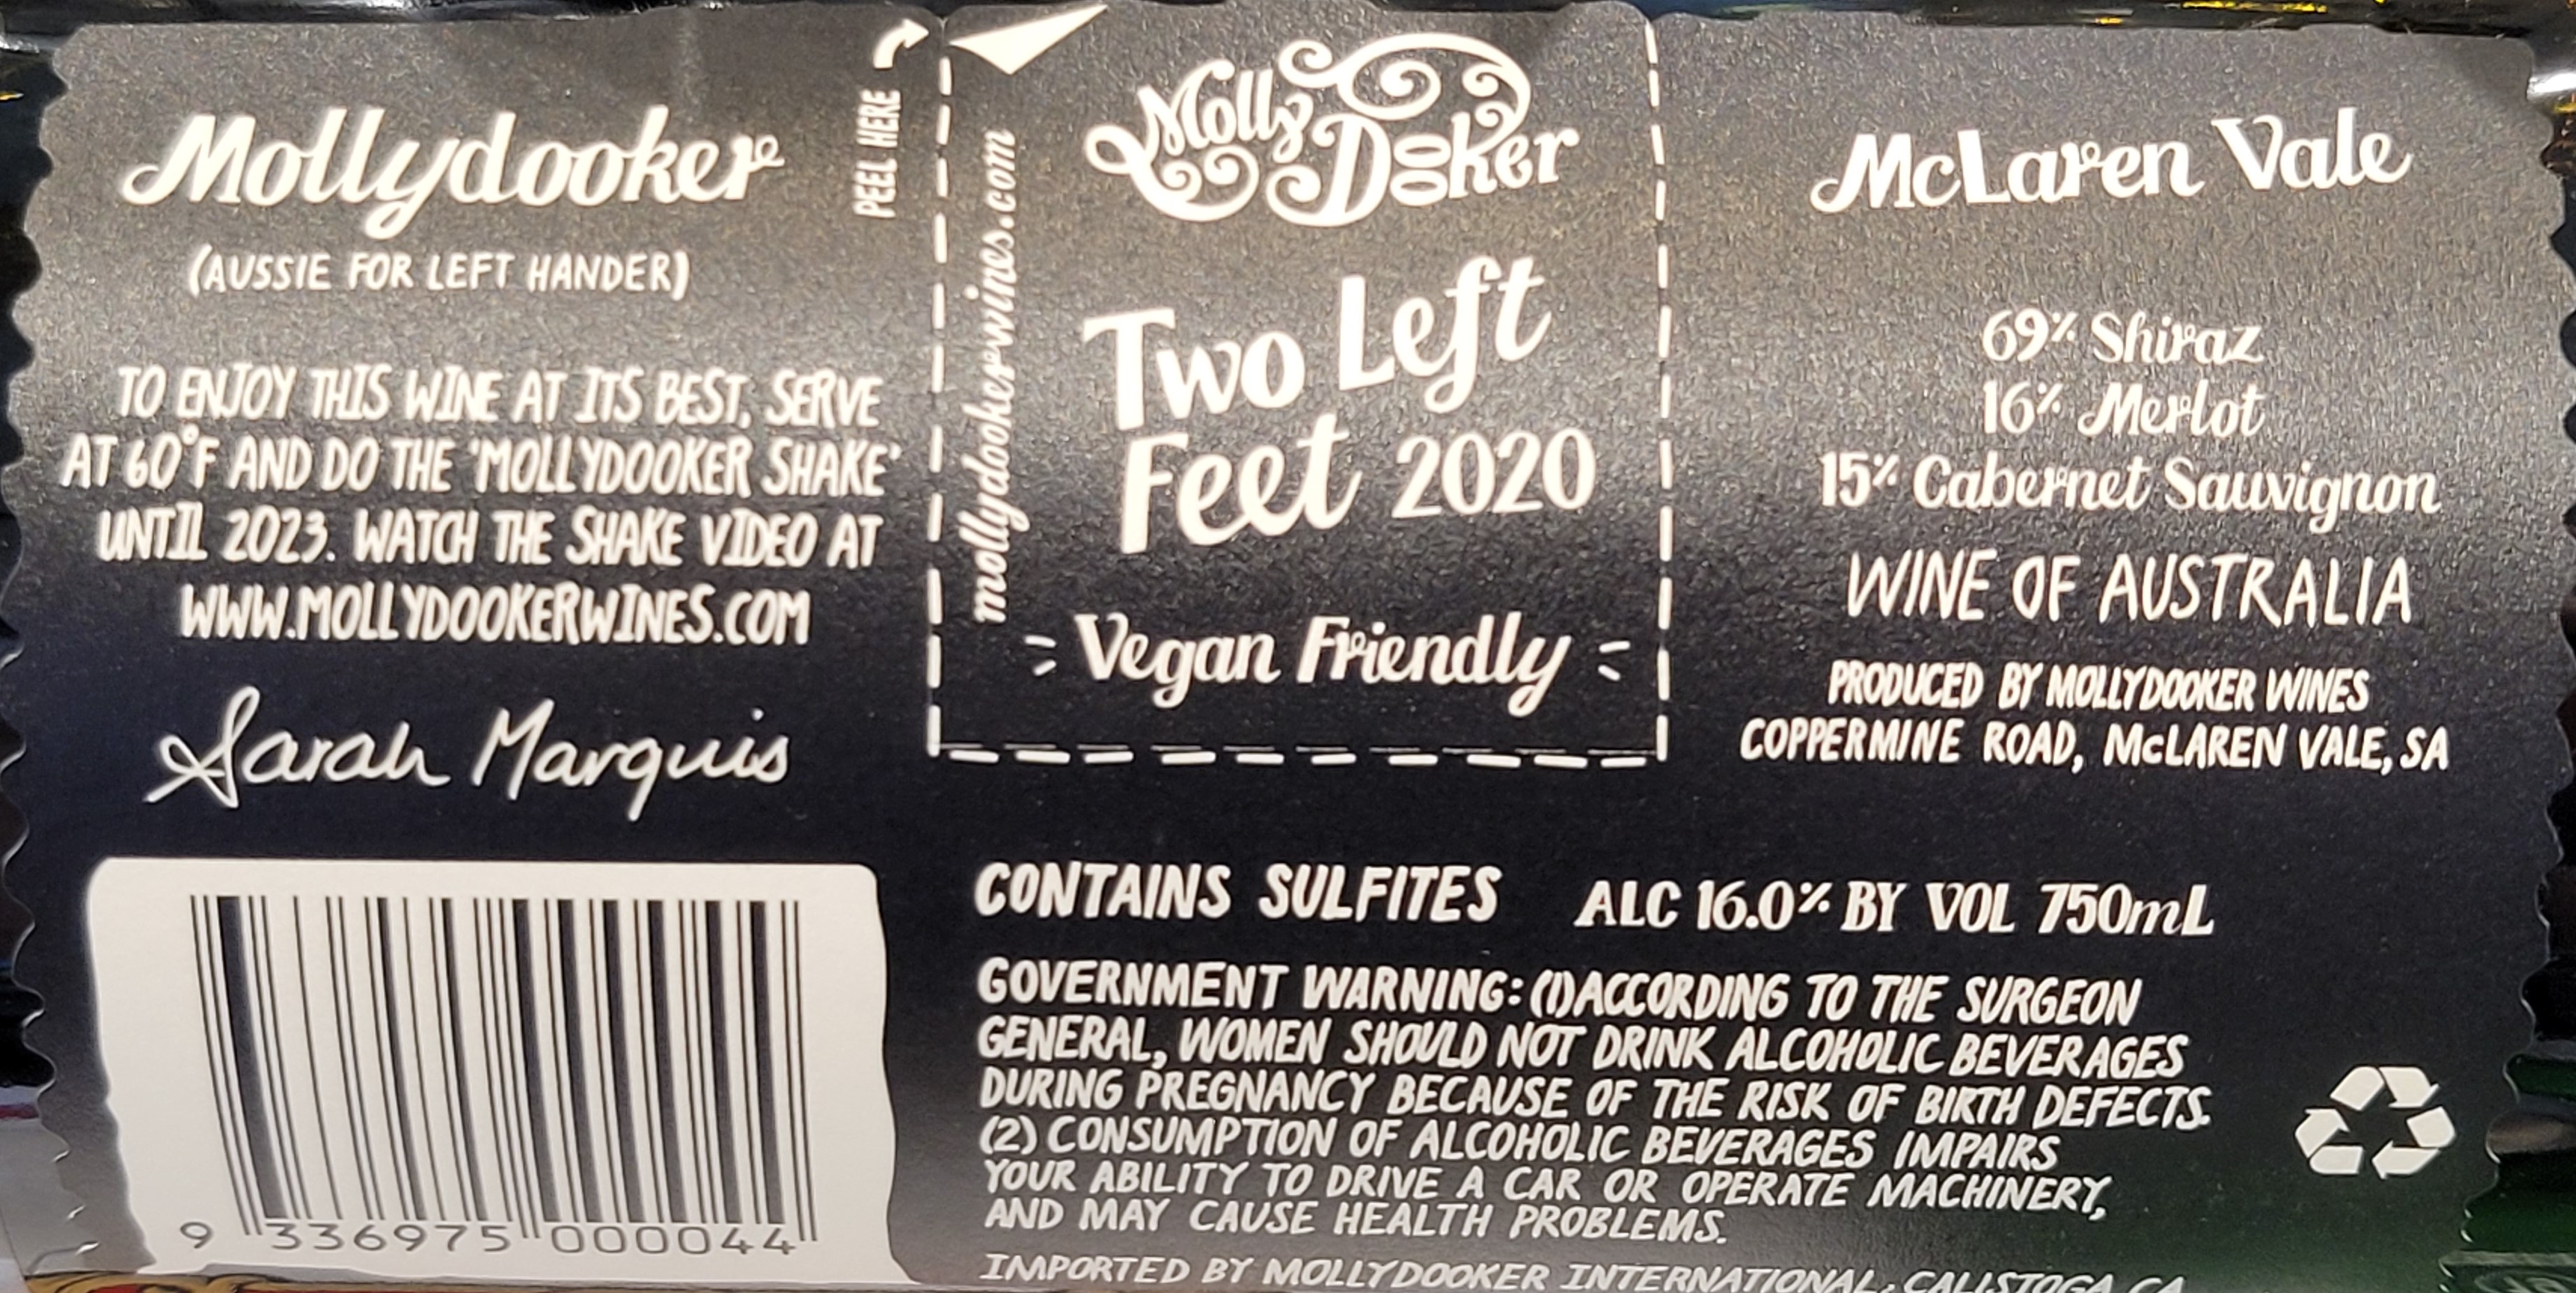 Mollydooker
(AUSSIE FOR LEFT HANDER)
TO ENJOY THIS WINE AT ITS BEST, SERVE
AT 60°F AND DO THE 'MOLLYDOOKER SHAKE'
UNTIL 2023. WATCH THE SHAKE VIDEO AT
WWW.MOLLYDOOKERWINES.COM
Sarah Marquis
9 336975 000044
PEEL HERE
mollydookerwines.com
Molly
Dooker
Two Left
Feet 2020
Vegan Friendly
McLaren Vale
69% Shiraz
16% Merlot
15% Cabernet Sauvignon
WINE OF AUSTRALIA
PRODUCED BY MOLLYDOOKER WINES
COPPERMINE ROAD, McLAREN VALE, SA
CONTAINS SULFITES ALC 16.0% BY VOL 750mL
GOVERNMENT WARNING: (1)ACCORDING TO THE SURGEON
GENERAL, WOMEN SHOULD NOT DRINK ALCOHOLIC BEVERAGES
DURING PREGNANCY BECAUSE OF THE RISK OF BIRTH DEFECTS.
(2) CONSUMPTION OF ALCOHOLIC BEVERAGES IMPAIRS
YOUR ABILITY TO DRIVE A CAR OR OPERATE MACHINERY,
AND MAY CAUSE HEALTH PROBLEMS.
IMPORTED BY MOLLYDOOKER INTERNATIONAL, CALISTOGA CA